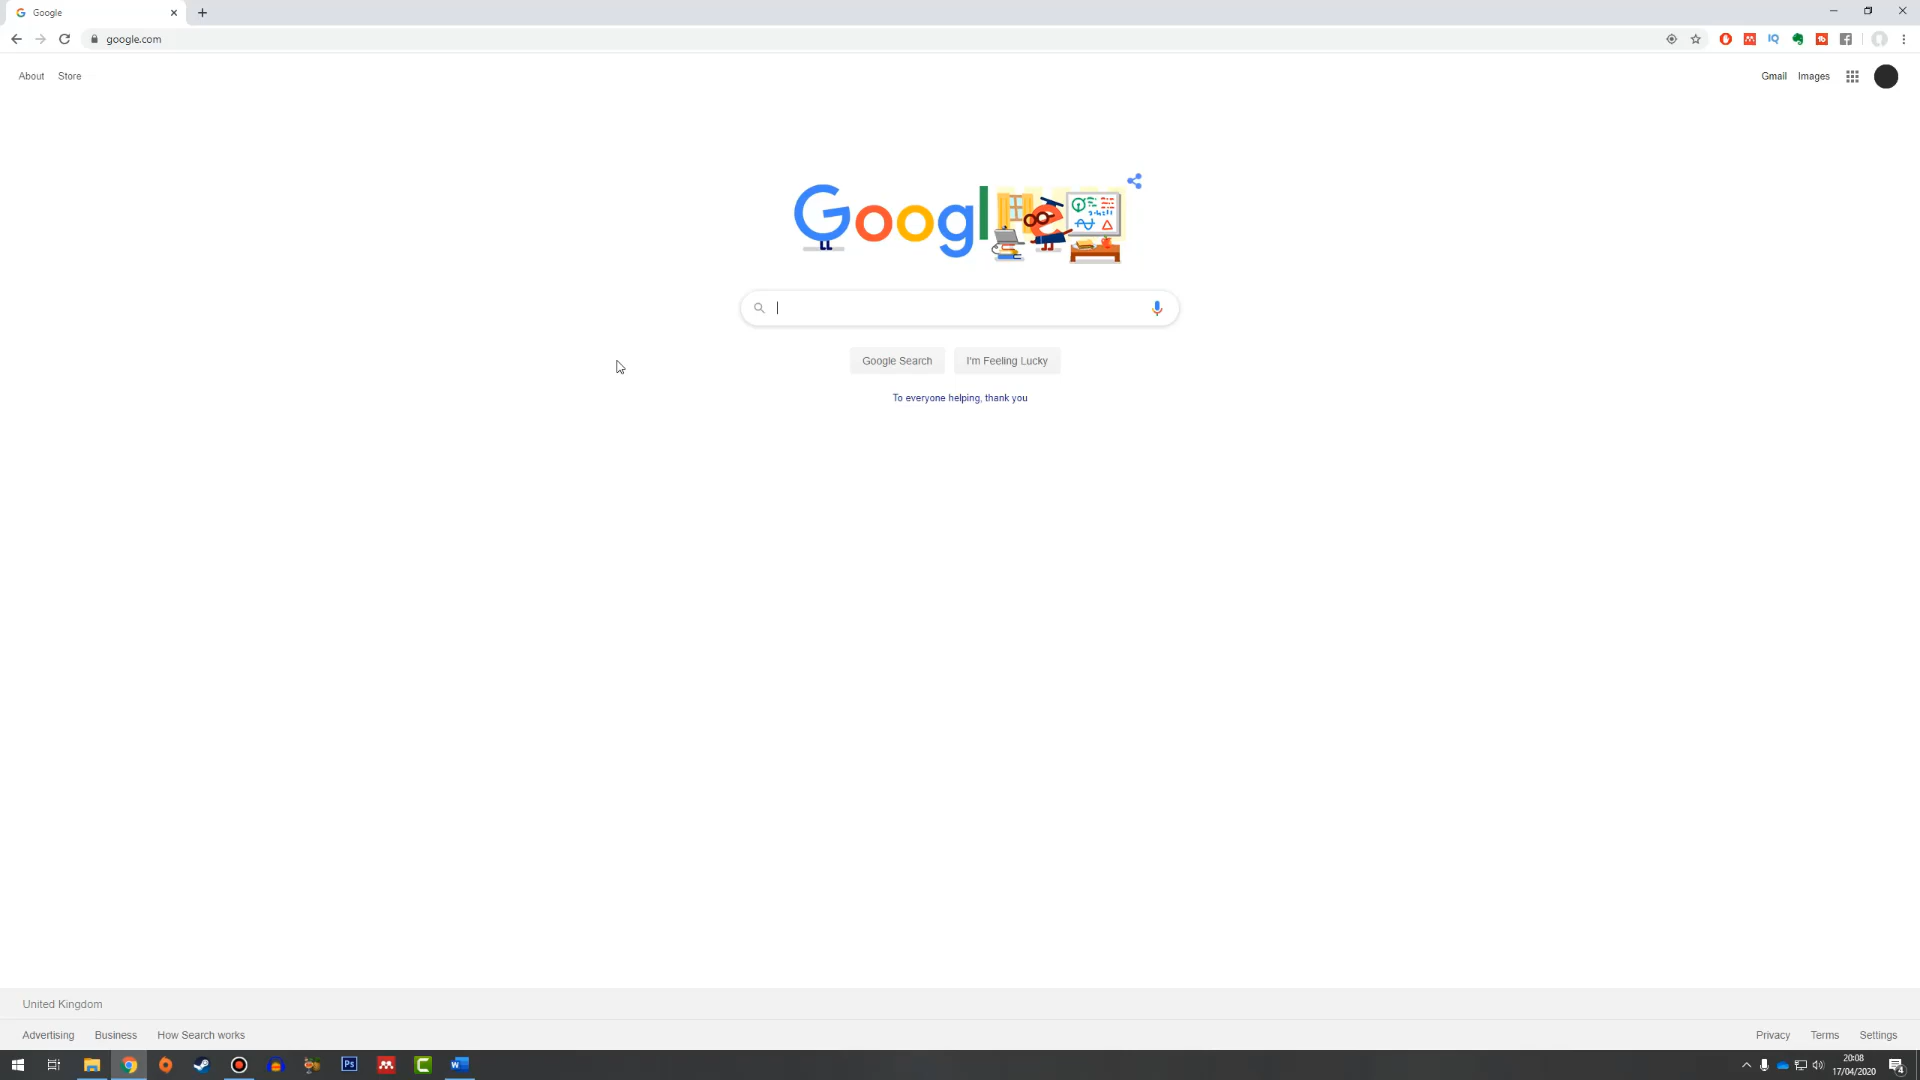 Google
google.com
About Store
Gmail Images
Google
Google Search I'm Feeling Lucky
To everyone helping, thank you
United Kingdom
Advertising Business How Search works
Privacy Terms Settings
20:08
17/04/2020